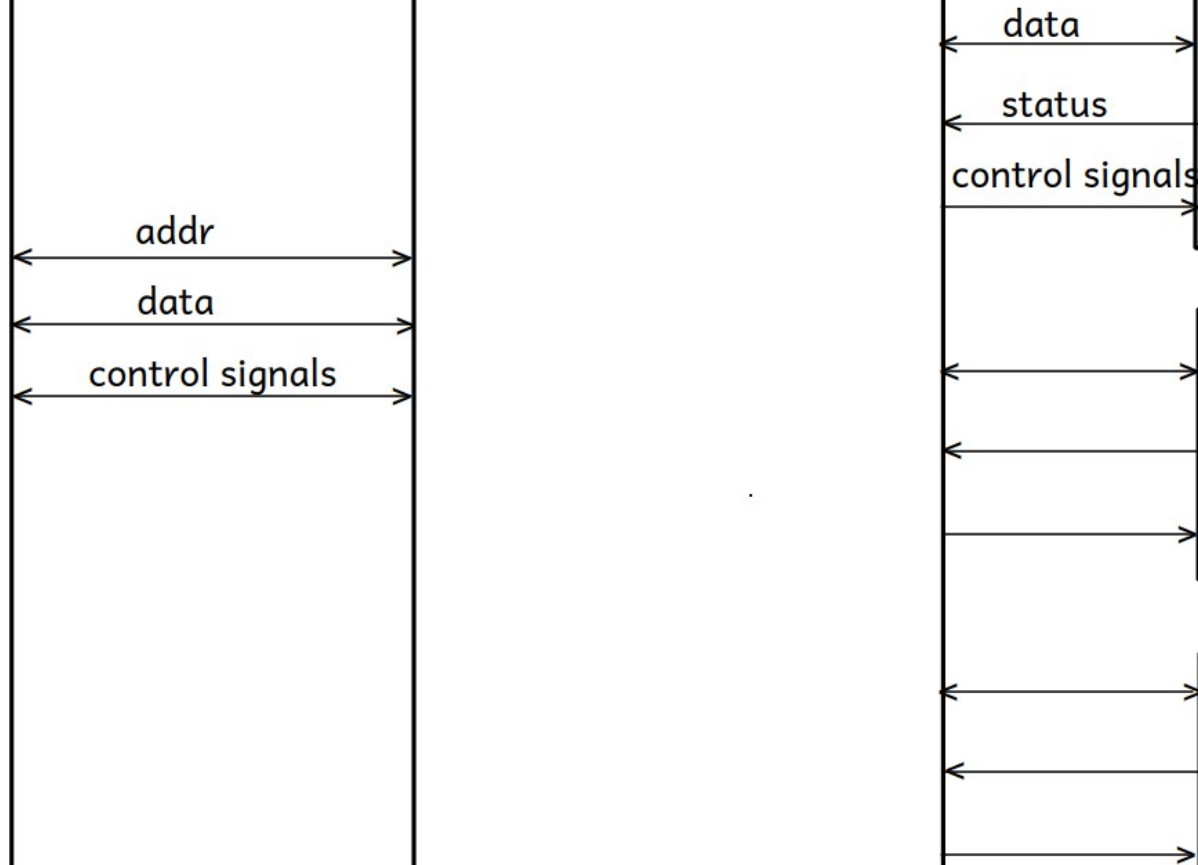 data
status
control signals
addr
data
control signals